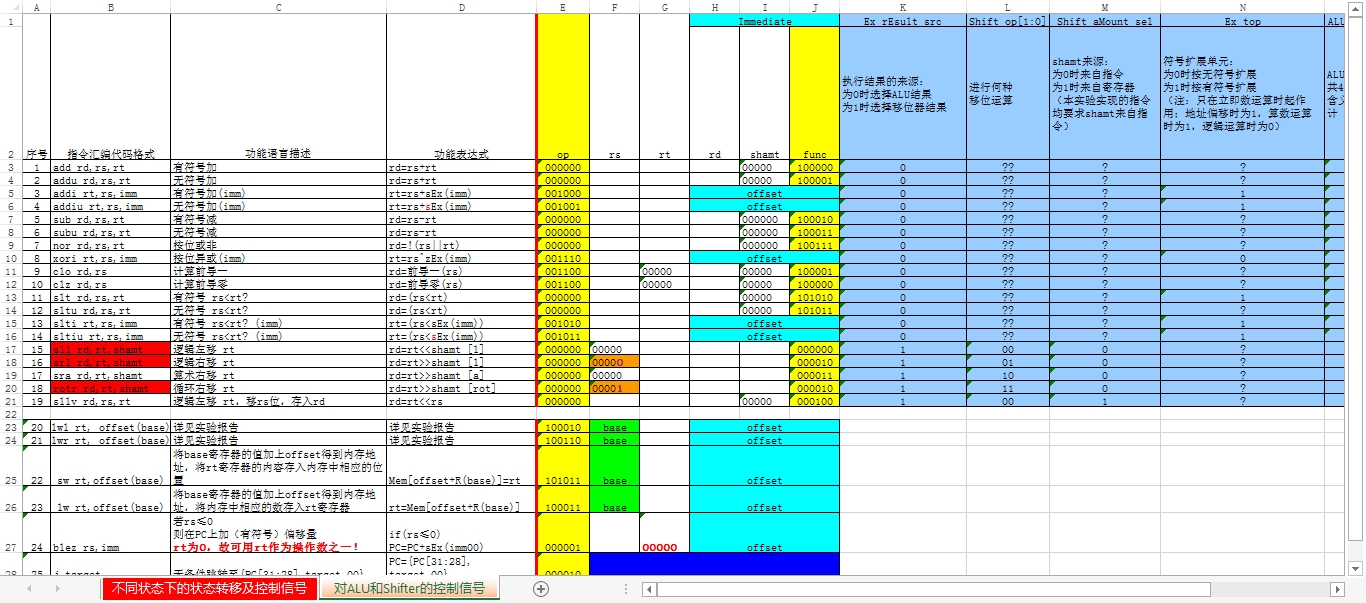 A B C D E F G H I J K L M N
1 Immediate Ex rEsult src Shift op[1:0] Shift aMount sel Ex top ALU
执行结果的来源:
为0时选择ALU结果
为1时选择移位器结果
进行何种
移位运算
shamt来源:
为0时来自指令
为1时来自寄存器
(本实验实现的指令
均要求shamt来自指
令)
符号扩展单元:
为0时按无符号扩展
为1时按有符号扩展
(注: 只在立即数运算时起作
用; 地址偏移时为1, 算数运算
时为1, 逻辑运算时为0)
ALU
共4
含义
计
2 序号 指令汇编代码格式 功能语言描述 功能表达式 op rs rt rd shamt func
3 1 add rd,rs,rt 有符号加 rd=rs+rt 000000 00000 100000 0 ?? ? ?
4 2 addu rd,rs,rt 无符号加 rd=rs+rt 000000 00000 100001 0 ?? ? ?
5 3 addi rt,rs,imm 有符号加(imm) rt=rs+sEx(imm) 001000 offset 0 ?? ? 1
6 4 addiu rt,rs,imm 无符号加(imm) rt=rs+sEx(imm) 001001 offset 0 ?? ? 1
7 5 sub rd,rs,rt 有符号减 rd=rs-rt 000000 000000 100010 0 ?? ? ?
8 6 subu rd,rs,rt 无符号减 rd=rs-rt 000000 000000 100011 0 ?? ? ?
9 7 nor rd,rs,rt 按位或非 rd=!(rs||rt) 000000 000000 100111 0 ?? ? ?
10 8 xori rt,rs,imm 按位异或(imm) rt=rs^zEx(imm) 001110 offset 0 ?? ? 0
11 9 clo rd,rs 计算前导一 rd=前导一(rs) 001100 00000 00000 100001 0 ?? ? ?
12 10 clz rd,rs 计算前导零 rd=前导零(rs) 001100 00000 00000 100000 0 ?? ? ?
13 11 slt rd,rs,rt 有符号 rs<rt? rd=(rs<rt) 000000 00000 101010 0 ?? ? 1
14 12 sltu rd,rs,rt 无符号 rs<rt? rd=(rs<rt) 000000 00000 101011 0 ?? ? ?
15 13 slti rt,rs,imm 有符号 rs<rt? (imm) rt=(rs<sEx(imm)) 001010 offset 0 ?? ? 1
16 14 sltiu rt,rs,imm 无符号 rs<rt? (imm) rt=(rs<sEx(imm)) 001011 offset 0 ?? ? 1
17 15 sll rd,rt,shamt 逻辑左移 rt rd=rt<<shamt [l] 000000 00000 000000 1 00 0 ?
18 16 srl rd,rt,shamt 逻辑右移 rt rd=rt>>shamt [l] 000000 00000 000010 1 01 0 ?
19 17 sra rd,rt,shamt 算术右移 rt rd=rt>>shamt [a] 000000 00000 000011 1 10 0 ?
20 18 rotr rd,rt,shamt 循环右移 rt rd=rt>>shamt [rot] 000000 00001 000010 1 11 0 ?
21 19 sllv rd,rs,rt 逻辑左移 rt, 移rs位, 存入rd rd=rt<<rs 000000 00000 000100 1 00 1 ?
22
23 20 lwl rt, offset(base) 详见实验报告 详见实验报告 100010 base offset
24 21 lwr rt, offset(base) 详见实验报告 详见实验报告 100110 base offset
将base寄存器的值加上offset得到内存地
址, 将rt寄存器的内容存入内存中相应的位
25 22 sw rt,offset(base) 置 Mem[offset+R(base)]=rt 101011 base offset
将base寄存器的值加上offset得到内存地
26 23 lw rt,offset(base) 址, 将内存中相应的数存入rt寄存器 rt=Mem[offset+R(base)] 100011 base offset
若rs≤0
则在PC上加(有符号)偏移量 if(rs≤0)
27 24 blez rs,imm rt为0, 故可用rt作为操作数之一! PC=PC+sEx(imm00) 000001 00000 offset
PC={PC[31:28],
28 25 j target 无条件跳转至{PC[31:28],target,00} target,00} 000010
不同状态下的状态转移及控制信号 对ALU和Shifter的控制信号